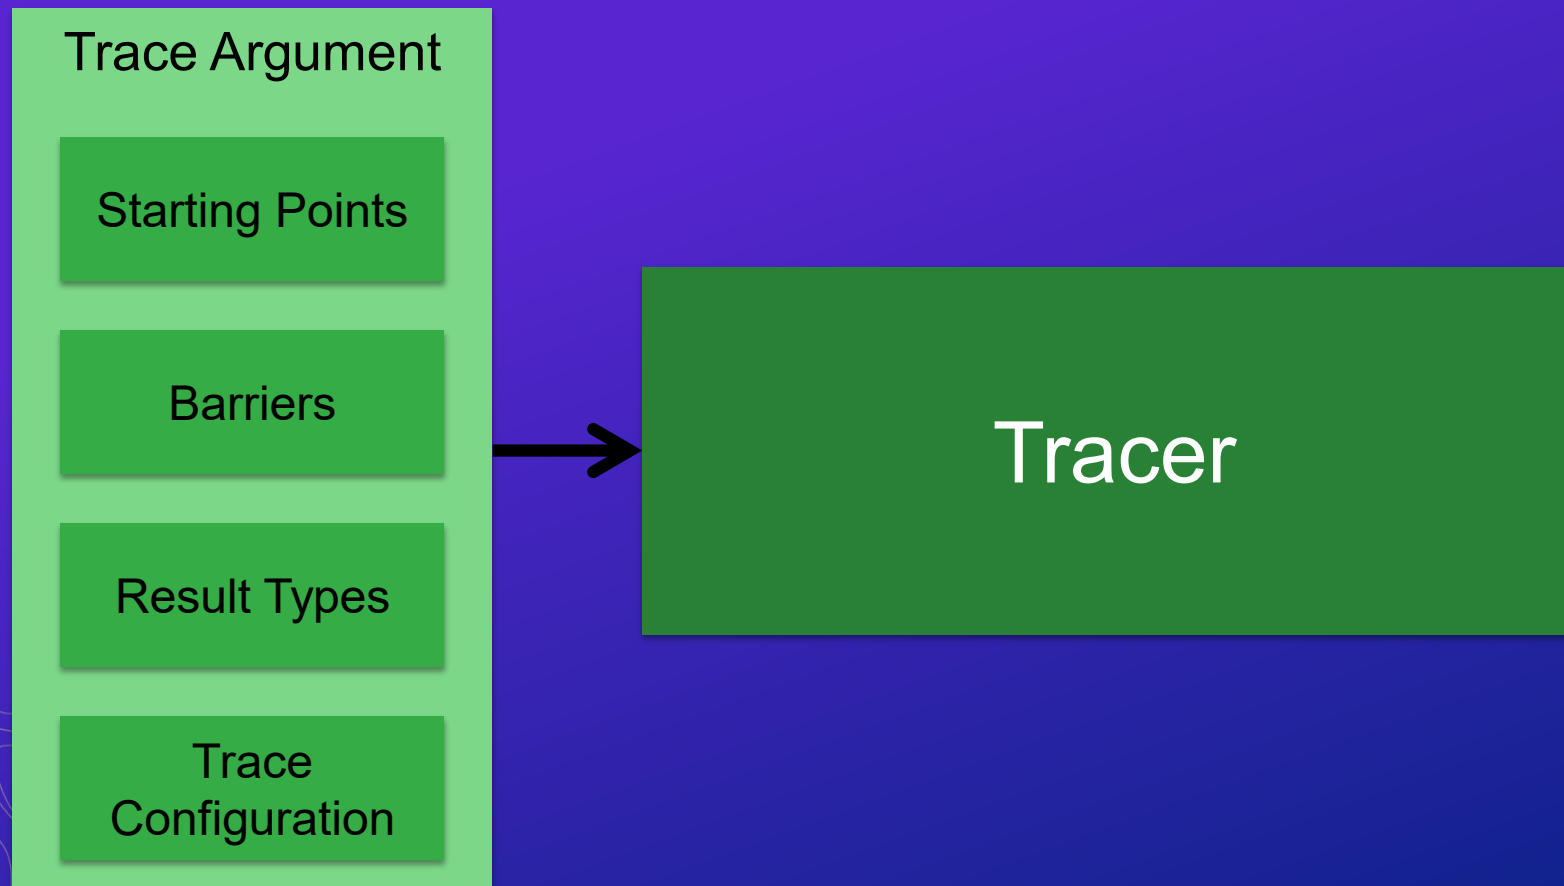 Trace Argument
Starting Points
Barriers
Result Types
Trace
Configuration
Tracer